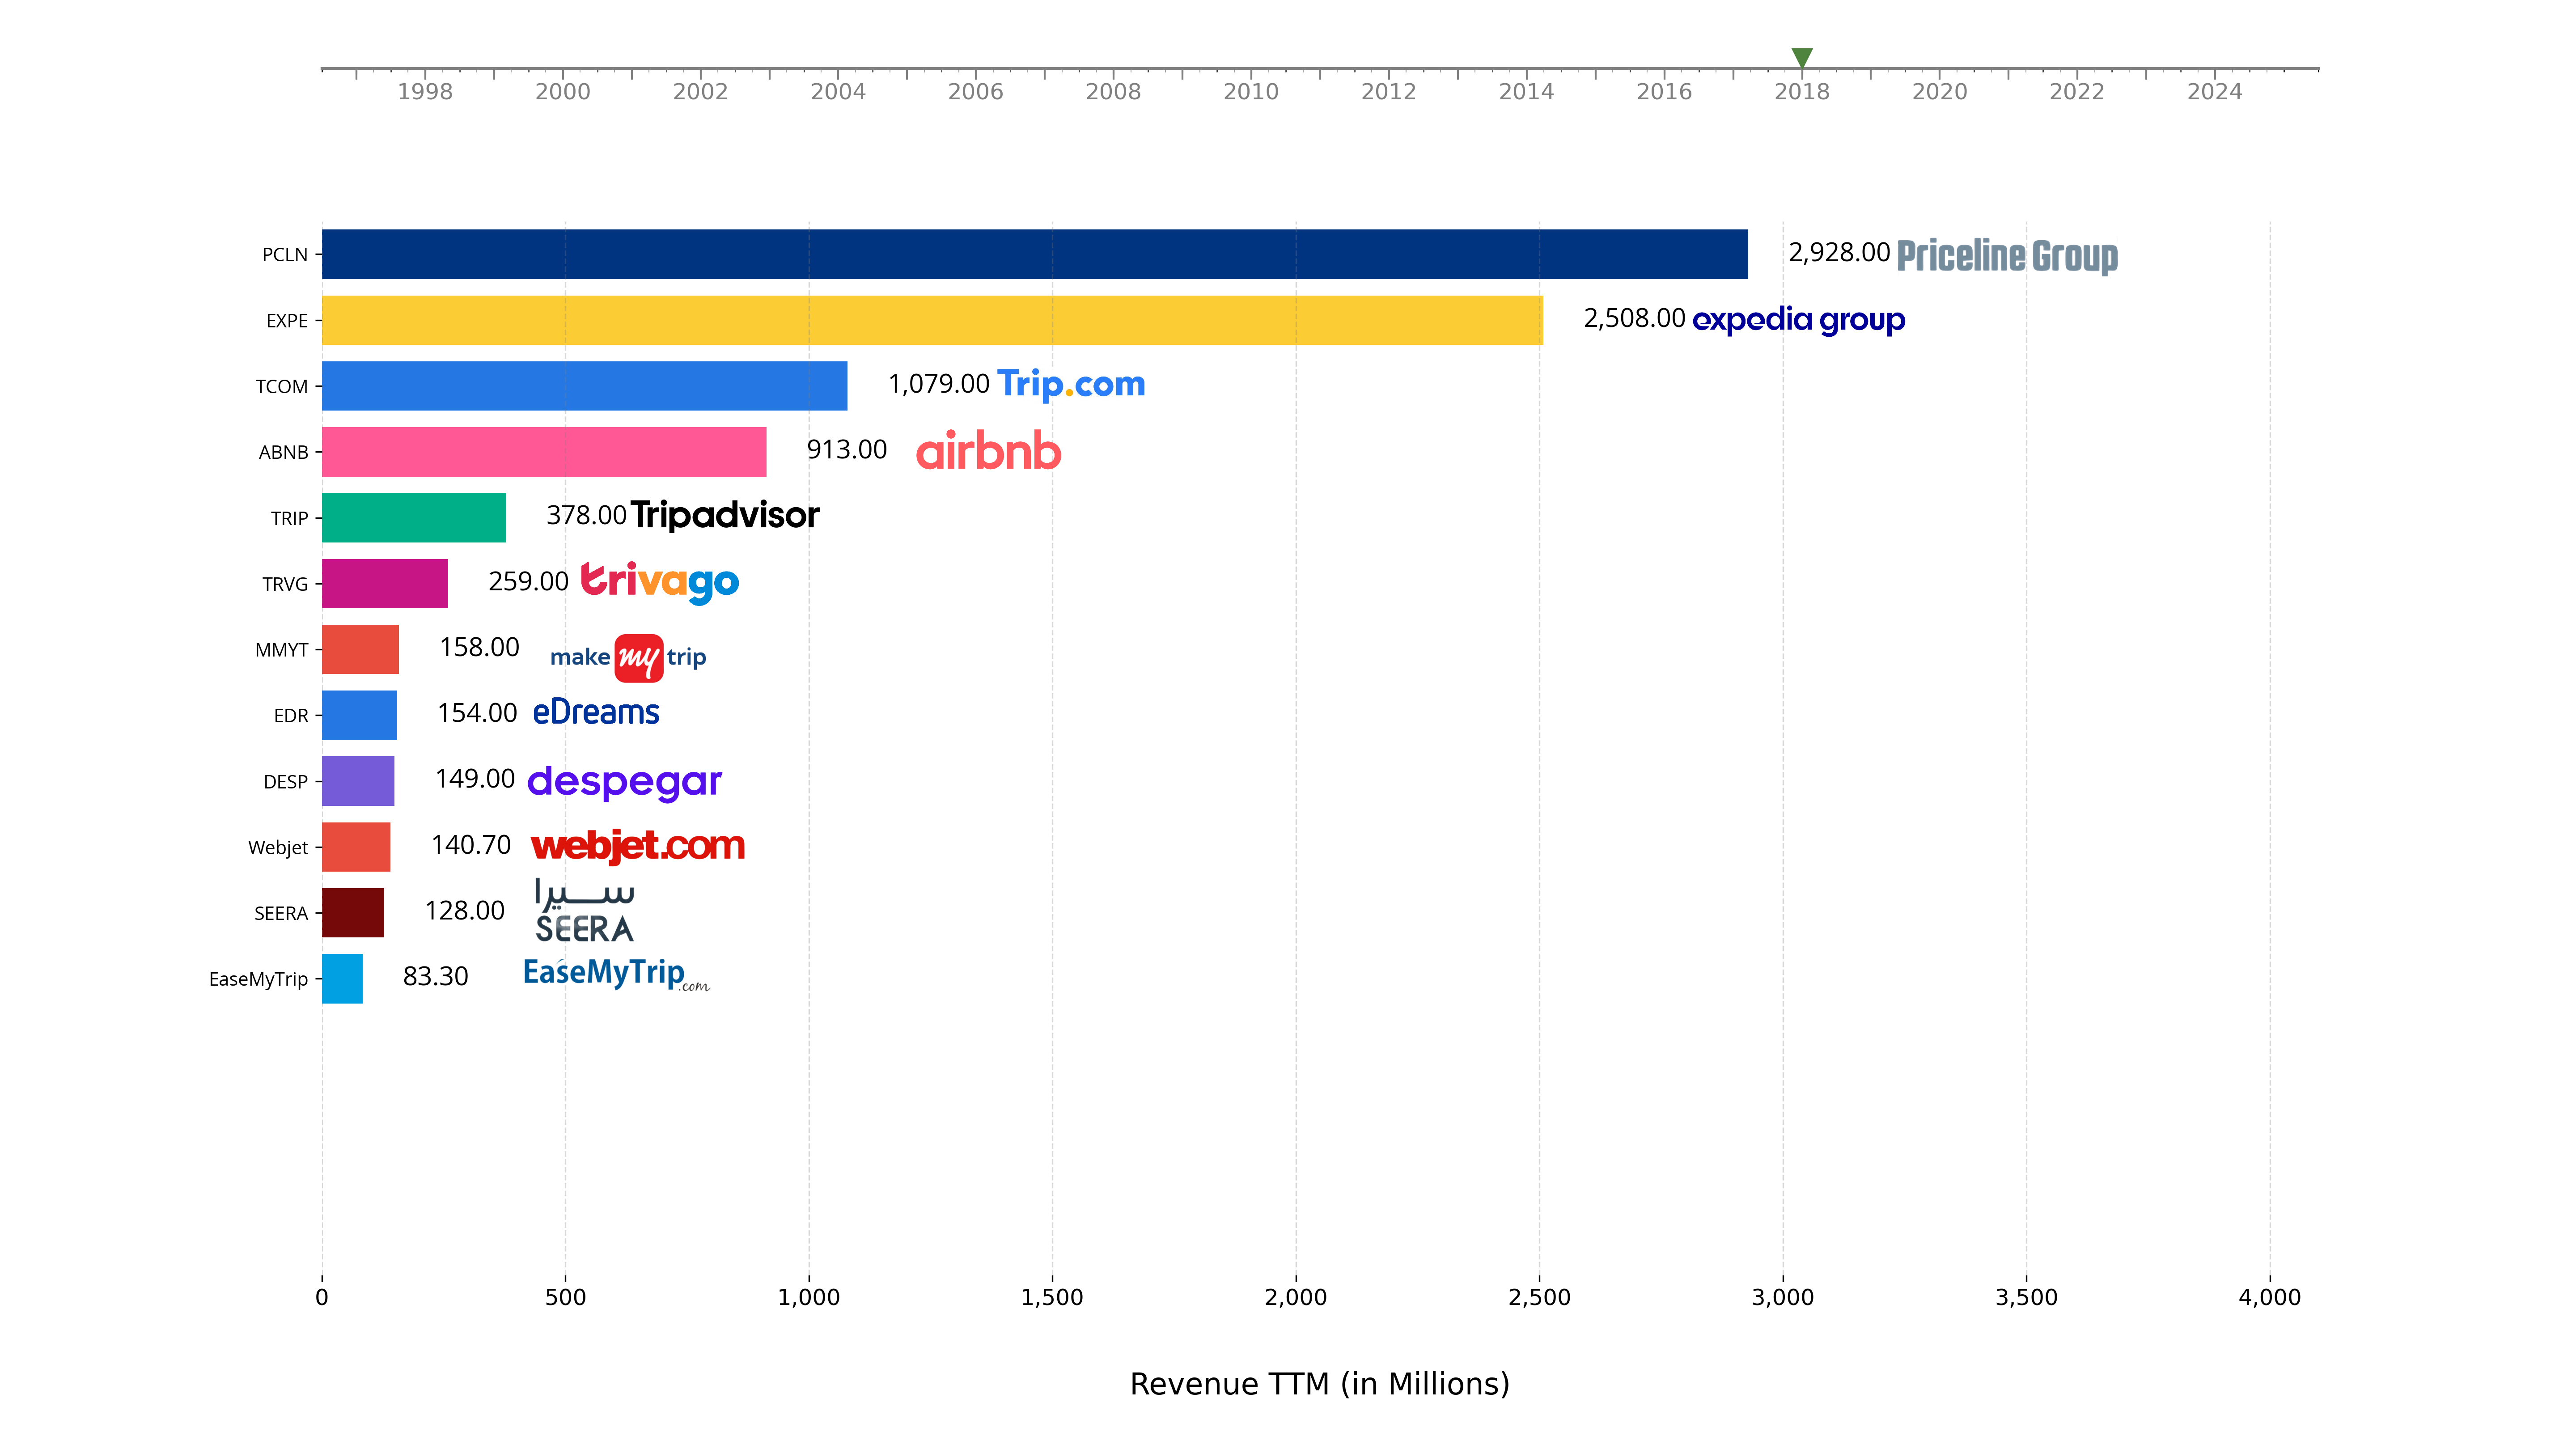 1998 2000 2002 2004 2006 2008 2010 2012 2014 2016 2018 2020 2022 2024
PCLN 2,928.00 Priceline Group
EXPE 2,508.00 expedia group
TCOM 1,079.00 Trip.com
ABNB 913.00 airbnb
TRIP 378.00 Tripadvisor
TRVG 259.00 trivago
MMYT 158.00 make my trip
EDR 154.00 eDreams
DESP 149.00 despegar
Webjet 140.70 webjet.com
سيرا
SEERA 128.00 SEERA
EaseMyTrip 83.30 EaseMyTrip.com
0 500 1,000 1,500 2,000 2,500 3,000 3,500 4,000
Revenue TTM (in Millions)